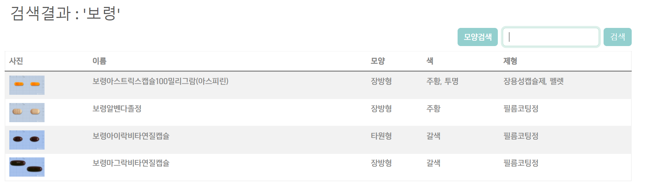 검색결과 : '보령'
모양검색 검색
사진 이름 모양 색 제형
보령아스트릭스캡슐100밀리그람(아스피린) 장방형 주황, 투명 장용성캡슐제, 펠렛
보령알벤다졸정 장방형 주황 필름코팅정
보령아이락비타연질캡슐 타원형 갈색 필름코팅정
보령마그락비타연질캡슐 장방형 갈색 필름코팅정